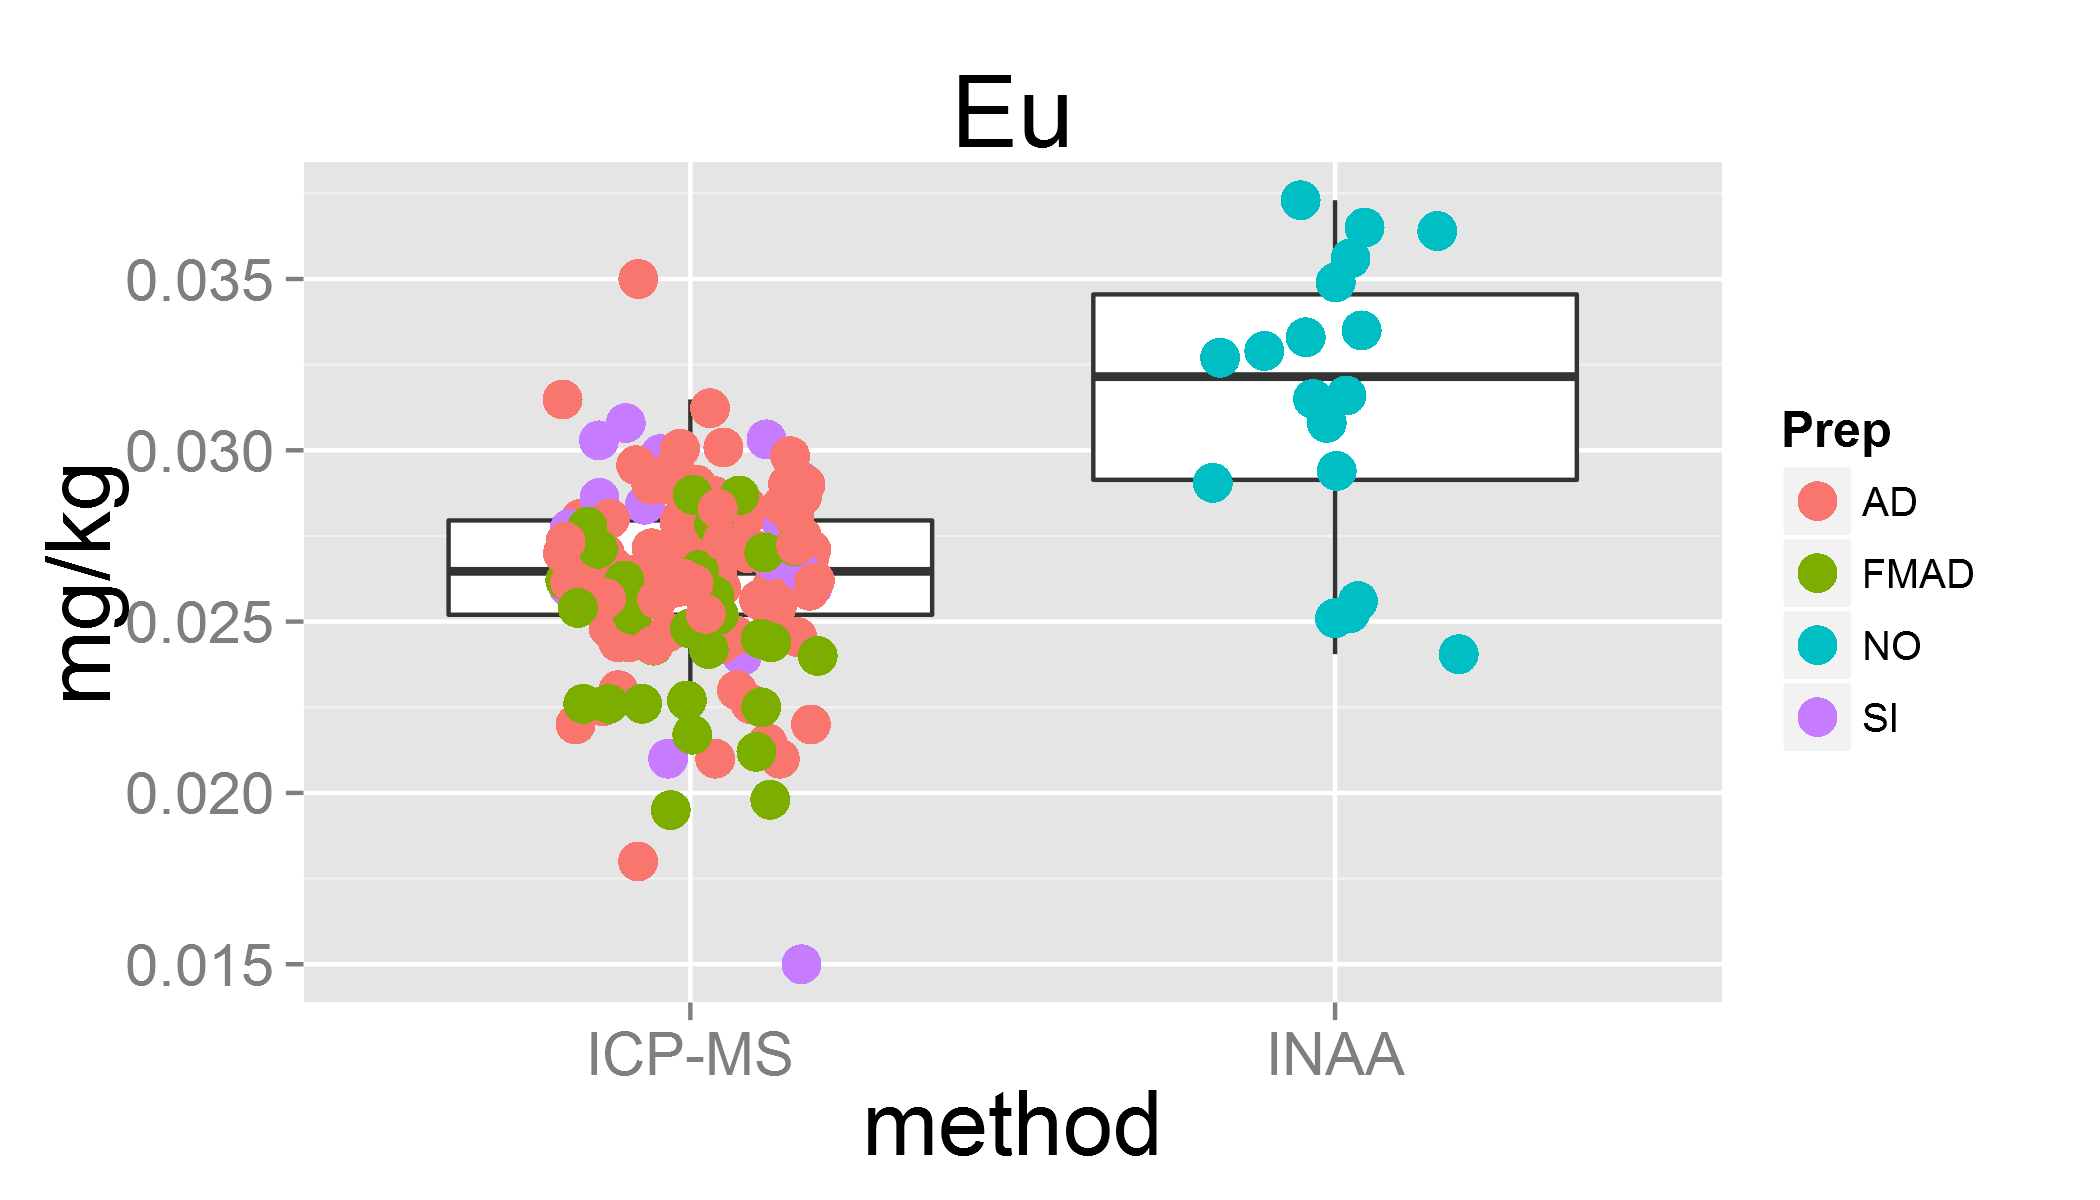 Eu
mg/kg
0.035
0.030
0.025
0.020
0.015
ICP-MS
INAA
method
Prep
AD
FMAD
NO
SI